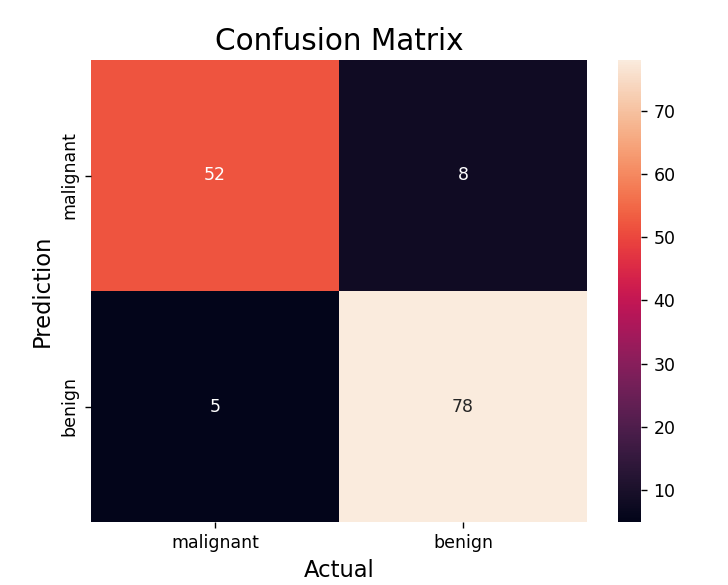 Confusion Matrix
Prediction
malignant
52
8
benign
5
78
malignant
benign
Actual
70
60
50
40
30
20
10